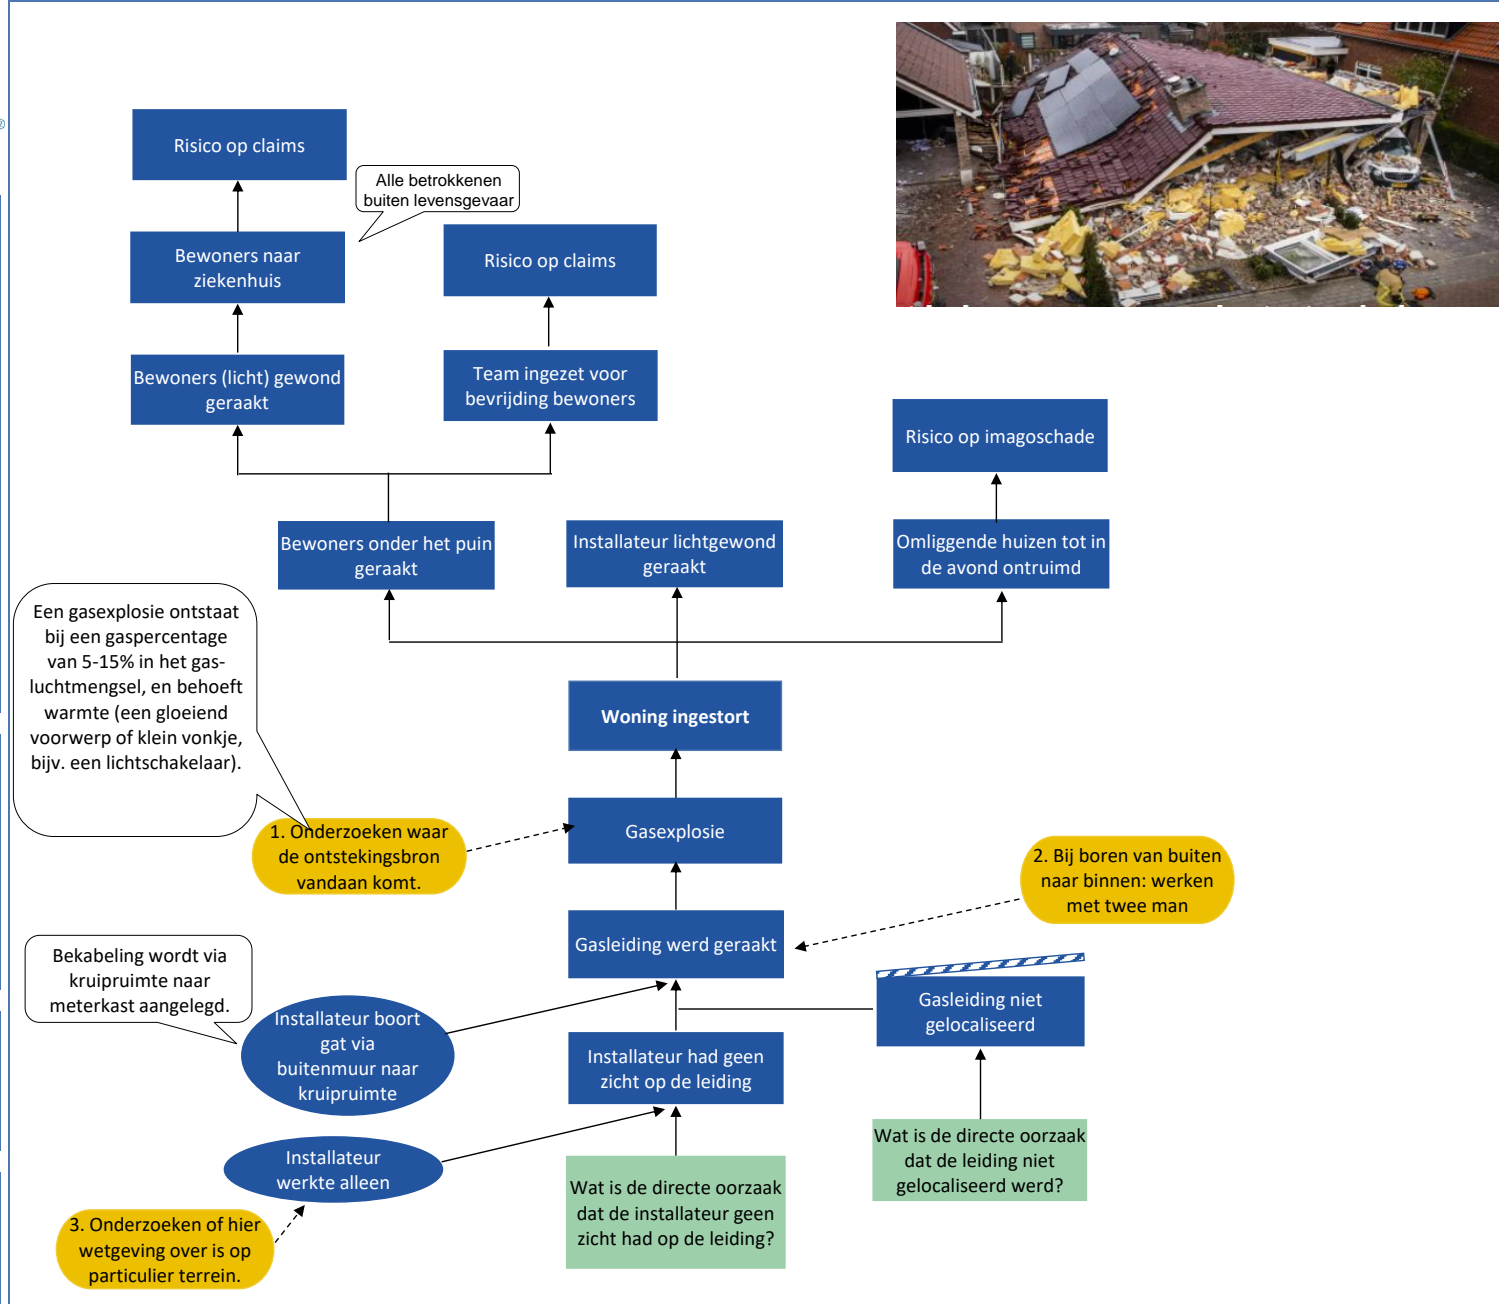 ®
Risico op claims
Alle betrokkenen
buiten levensgevaar
Bewoners naar
ziekenhuis
Risico op claims
Bewoners (licht) gewond
geraakt
Team ingezet voor
bevrijding bewoners
Risico op imagoschade
Bewoners onder het puin
geraakt
Installateur lichtgewond
geraakt
Omliggende huizen tot in
de avond ontruimd
Een gasexplosie ontstaat
bij een gaspercentage
van 5-15% in het gas-
luchtmengsel, en behoeft
warmte (een gloeiend
voorwerp of klein vonkje,
bijv. een lichtschakelaar).
Woning ingestort
1. Onderzoeken waar
de ontstekingsbron
vandaan komt.
Gasexplosie
2. Bij boren van buiten
naar binnen: werken
met twee man
Gasleiding werd geraakt
Bekabeling wordt via
kruipruimte naar
meterkast aangelegd.
Installateur boort
gat via
buitenmuur naar
kruipruimte
Gasleiding niet
gelocaliseerd
Installateur had geen
zicht op de leiding
Installateur
werkte alleen
Wat is de directe oorzaak
dat de leiding niet
gelocaliseerd werd?
Wat is de directe oorzaak
dat de installateur geen
zicht had op de leiding?
3. Onderzoeken of hier
wetgeving over is op
particulier terrein.